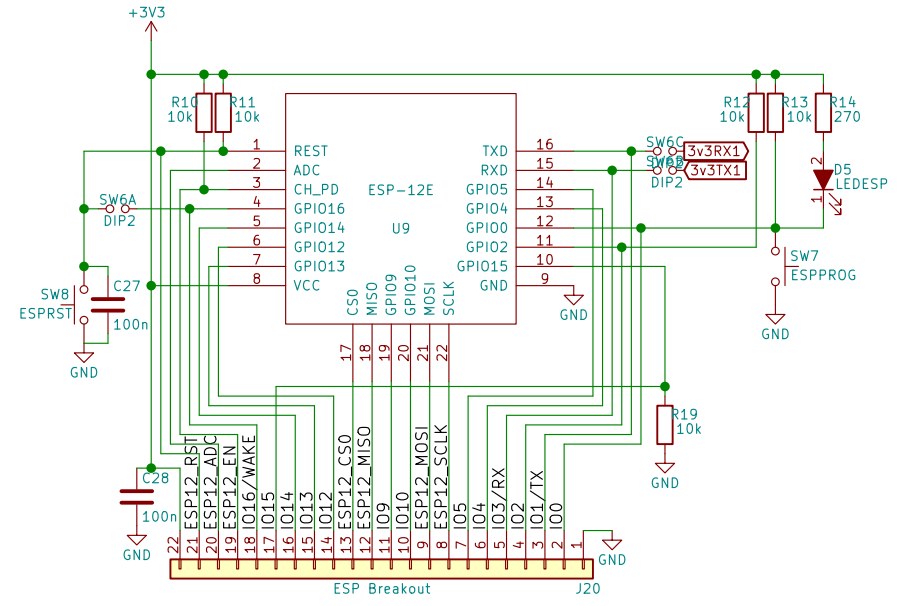 +3V3
R10
10k
R11
10k
R12
10k
R13
10k
R14
270
1
REST
2
ADC
3
CH_PD
4
GPIO16
5
GPIO14
6
GPIO12
7
GPIO13
8
VCC
ESP-12E
U9
TXD
16
RXD
15
GPIO5
14
GPIO4
13
GPIO0
12
GPIO2
11
GPIO15
10
GND
9
CS0
MISO
GPIO9
GPIO10
MOSI
SCLK
17
18
19
20
21
22
SW6C
3v3RX1
DIP2
3v3TX1
2
D5
LEDESP
1
SW6A
DIP2
SW8
ESPRST
C27
100n
GND
GND
SW7
ESPPROG
GND
R19
10k
GND
C28
100n
GND
ESP12_RST
ESP12_ADC
ESP12_EN
IO16/WAKE
IO15
IO14
IO13
IO12
ESP12_CS0
ESP12_MISO
IO9
IO10
ESP12_MOSI
ESP12_SCLK
IO5
IO4
IO3/RX
IO2
IO1/TX
IO0
22
21
20
19
18
17
16
15
14
13
12
11
10
9
8
7
6
5
4
3
2
1
GND
ESP Breakout
J20